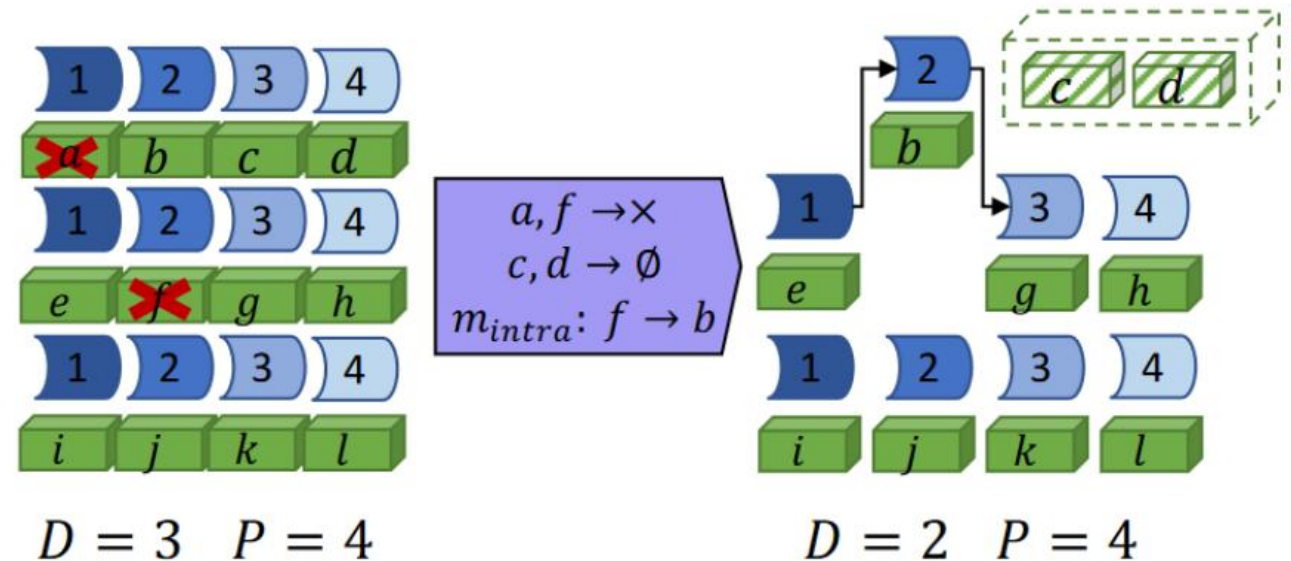 1 2 3 4
a b c d
1 2 3 4
e f g h
1 2 3 4
i j k l
D = 3 P = 4
a, f →×
c, d → ∅
m_intra: f → b
2 c d
b
1 3 4
e g h
1 2 3 4
i j k l
D = 2 P = 4